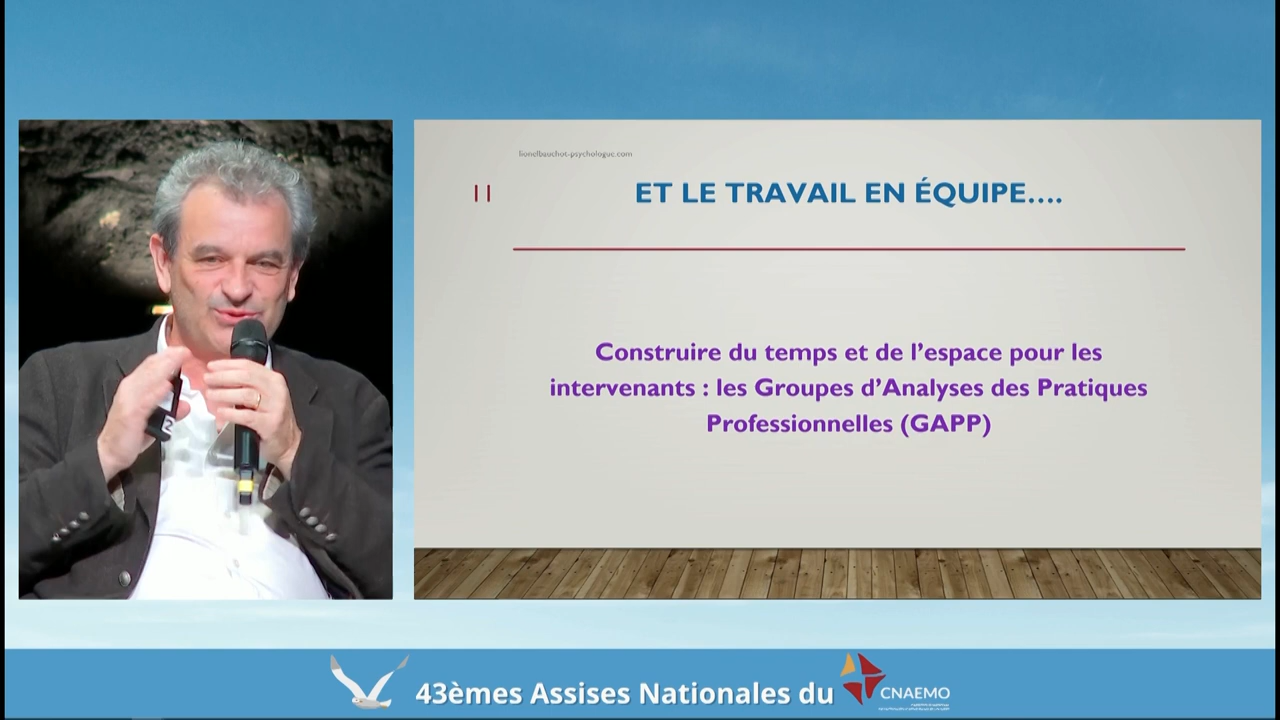 lionelbauchot-psychologue.com
11
ET LE TRAVAIL EN ÉQUIPE....
Construire du temps et de l’espace pour les
intervenants : les Groupes d’Analyses des Pratiques
Professionnelles (GAPP)
43èmes Assises Nationales du
CNAEMO